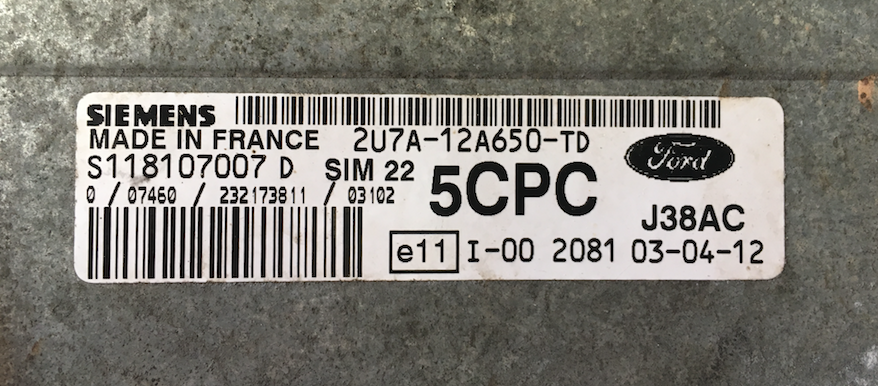 SIEMENS
MADE IN FRANCE 2U7A-12A650-TD
Ford
S118107007 D SIM 22
5CPC
0 / 07460 / 232173811 / 03102
J38AC
e11 I-00 2081 03-04-12